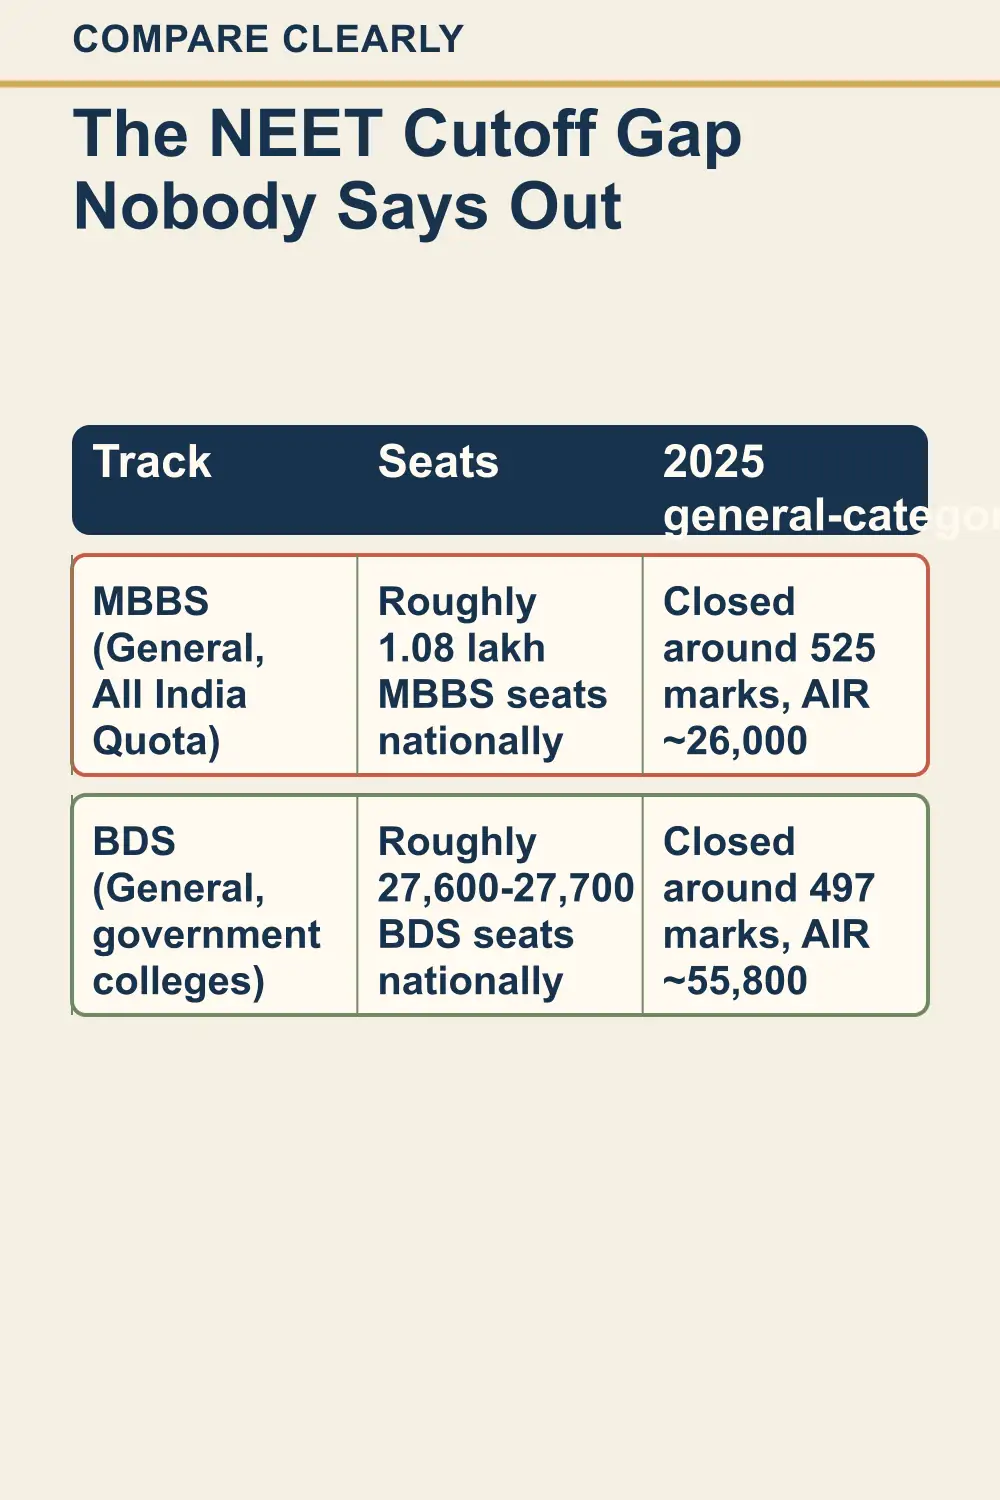 COMPARE CLEARLY
The NEET Cutoff Gap
Nobody Says Out
Track
Seats
2025
general-catego
MBBS
(General,
All India
Quota)
Roughly
1.08 lakh
MBBS seats
nationally
Closed
around 525
marks, AIR
~26,000
BDS
(General,
government
colleges)
Roughly
27,600-27,700
BDS seats
nationally
Closed
around 497
marks, AIR
~55,800